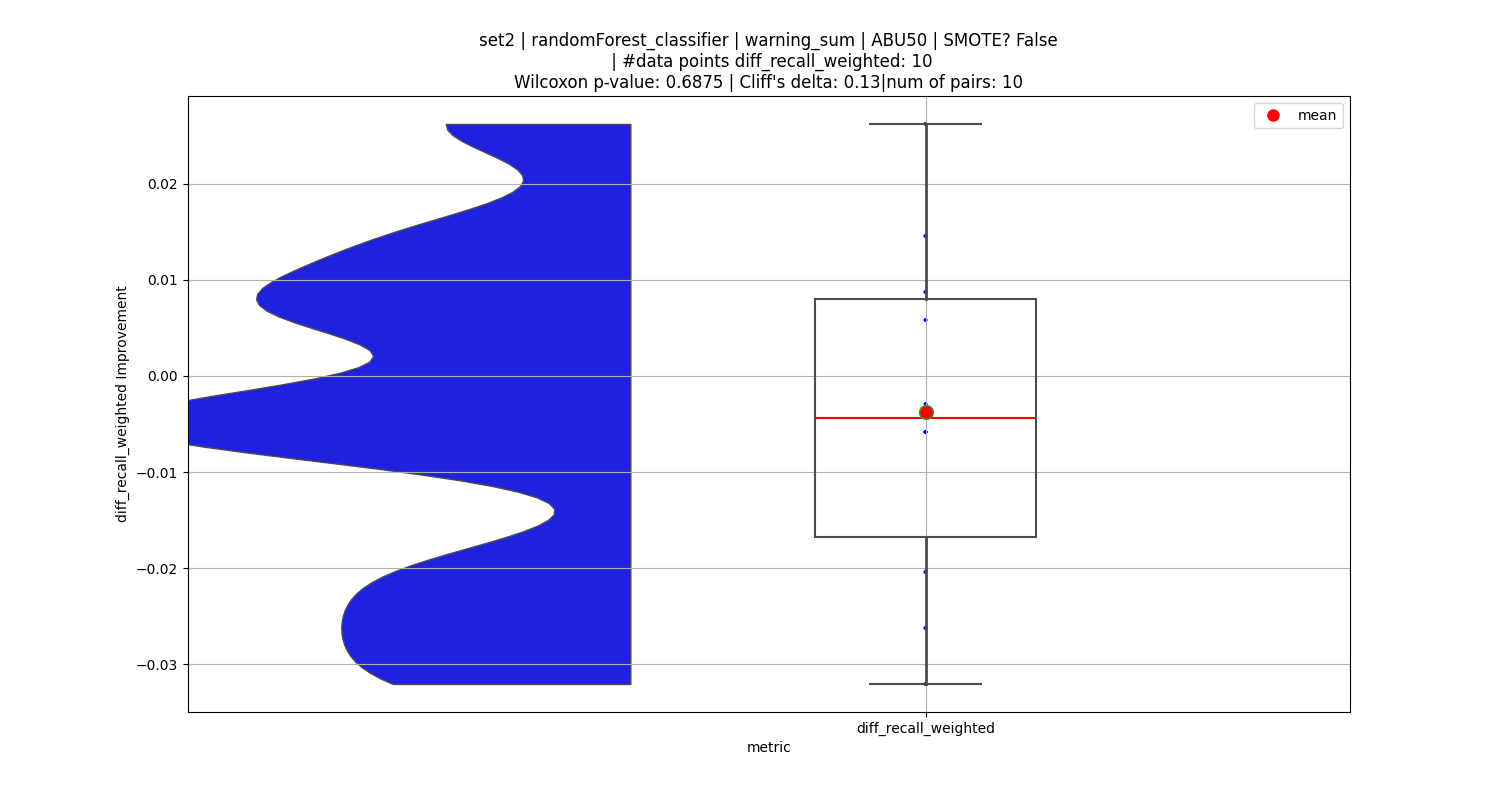 set2 | randomForest_classifier | warning_sum | ABU50 | SMOTE? False
| #data points diff_recall_weighted: 10
Wilcoxon p-value: 0.6875 | Cliff's delta: 0.13|num of pairs: 10
mean
0.02
0.01
0.00
−0.01
−0.02
−0.03
diff_recall_weighted Improvement
diff_recall_weighted
metric